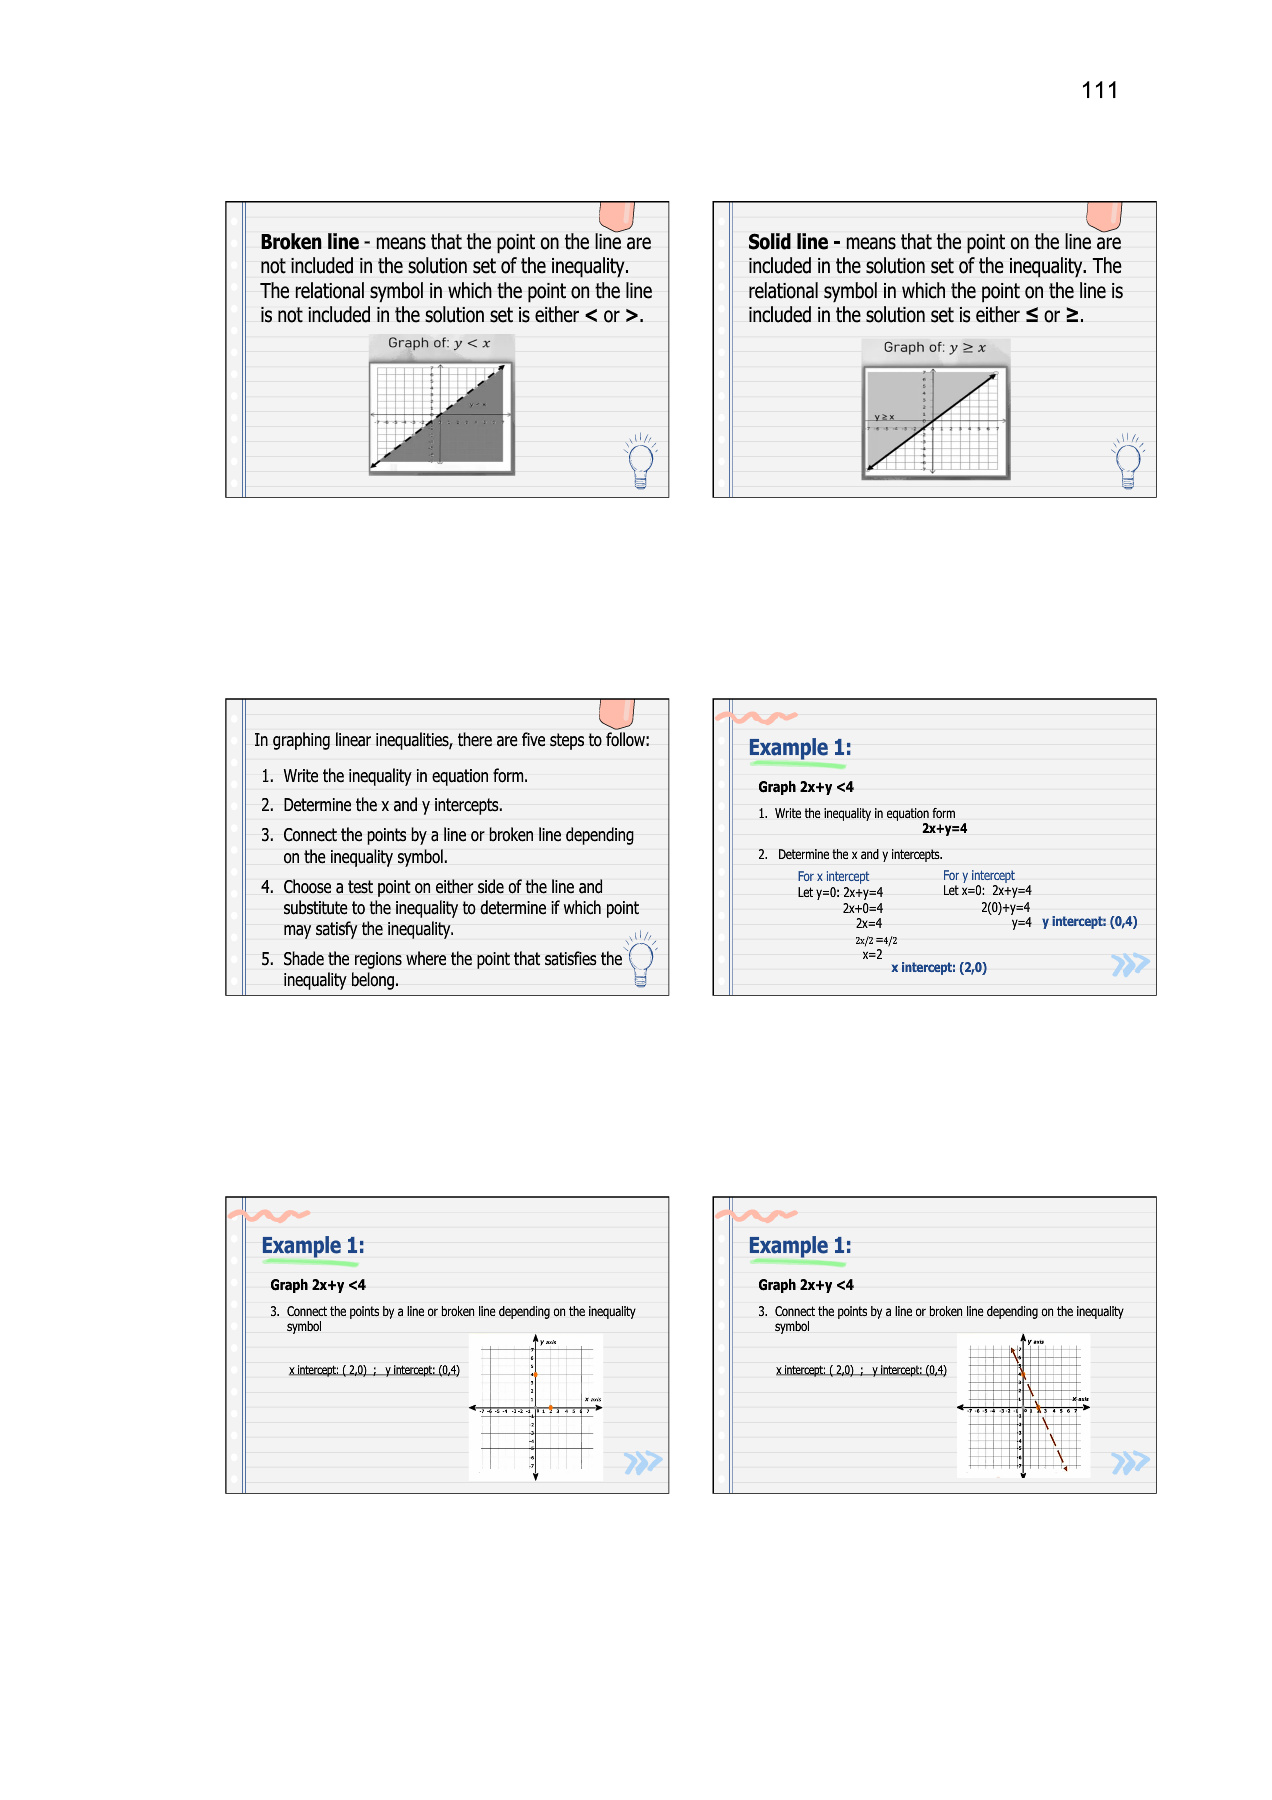 111
Broken line - means that the point on the line are
not included in the solution set of the inequality.
The relational symbol in which the point on the line
is not included in the solution set is either < or >.
Graph of: y < x
Solid line - means that the point on the line are
included in the solution set of the inequality. The
relational symbol in which the point on the line is
included in the solution set is either ≤ or ≥.
Graph of: y ≥ x
y ≥ x
In graphing linear inequalities, there are five steps to follow:
1. Write the inequality in equation form.
2. Determine the x and y intercepts.
3. Connect the points by a line or broken line depending
on the inequality symbol.
4. Choose a test point on either side of the line and
substitute to the inequality to determine if which point
may satisfy the inequality.
5. Shade the regions where the point that satisfies the
inequality belong.
Example 1:
Graph 2x+y <4
1. Write the inequality in equation form
2x+y=4
2. Determine the x and y intercepts.
For x intercept
Let y=0: 2x+y=4
2x+0=4
2x=4
2x/2 =4/2
x=2
x intercept: (2,0)
For y intercept
Let x=0: 2x+y=4
2(0)+y=4
y=4 y intercept: (0,4)
Example 1:
Graph 2x+y <4
3. Connect the points by a line or broken line depending on the inequality
symbol
x intercept: ( 2,0) ; y intercept: (0,4)
y axis
x axis
Example 1:
Graph 2x+y <4
3. Connect the points by a line or broken line depending on the inequality
symbol
x intercept: ( 2,0) ; y intercept: (0,4)
y axis
x axis